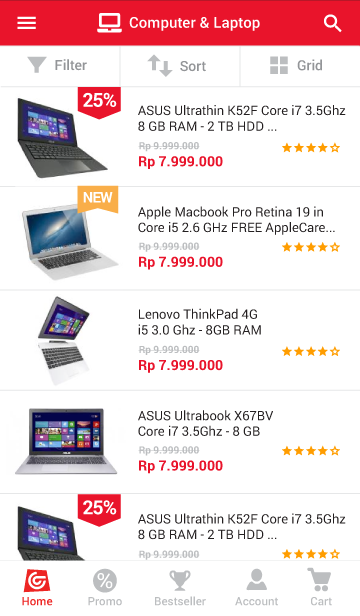 Computer & Laptop
Filter
Sort
Grid
25%
ASUS Ultrathin K52F Core i7 3.5Ghz
8 GB RAM - 2 TB HDD ...
Rp 9.999.000
Rp 7.999.000
NEW
Apple Macbook Pro Retina 19 in
Core i5 2.6 GHz FREE AppleCare...
Rp 9.999.000
Rp 7.999.000
Lenovo ThinkPad 4G
i5 3.0 Ghz - 8GB RAM
Rp 9.999.000
Rp 7.999.000
ASUS Ultrabook X67BV
Core i7 3.5Ghz - 8 GB
Rp 9.999.000
Rp 7.999.000
25%
ASUS Ultrathin K52F Core i7 3.5Ghz
8 GB RAM - 2 TB HDD ...
Rp 9.999.000
Home
Promo
Bestseller
Account
Cart